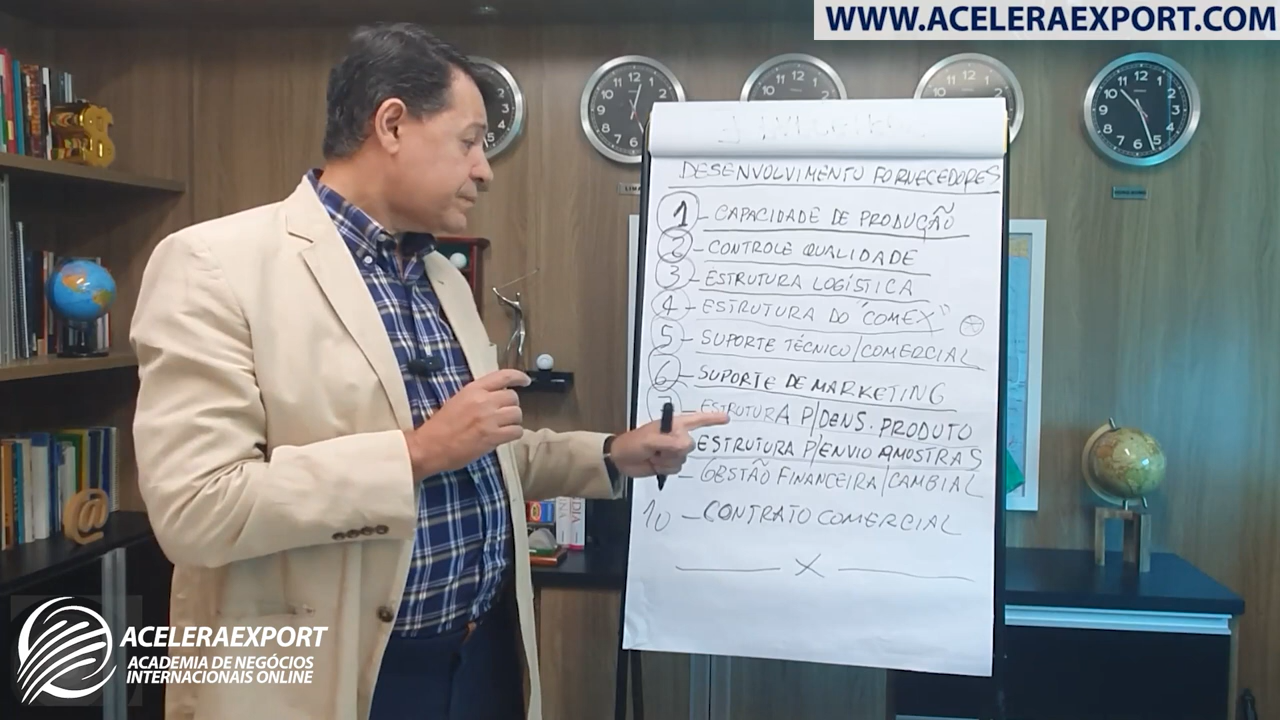 WWW.ACELERAEXPORT.COM
DESENVOLVIMENTO FORNECEDORES
1 - CAPACIDADE DE PRODUÇÃO
2 - CONTROLE QUALIDADE
3 - ESTRUTURA LOGÍSTICA
4 - ESTRUTURA DO "COMEX"
5 - SUPORTE TÉCNICO/COMERCIAL
6 - SUPORTE DE MARKETING
7 - ESTRUTURA P/DENS. PRODUTO
ESTRUTURA P/ENVIO AMOSTRAS
- GESTÃO FINANCEIRA/CAMBIAL
10 - CONTRATO COMERCIAL
ACELERAEXPORT
ACADEMIA DE NEGÓCIOS
INTERNACIONAIS ONLINE